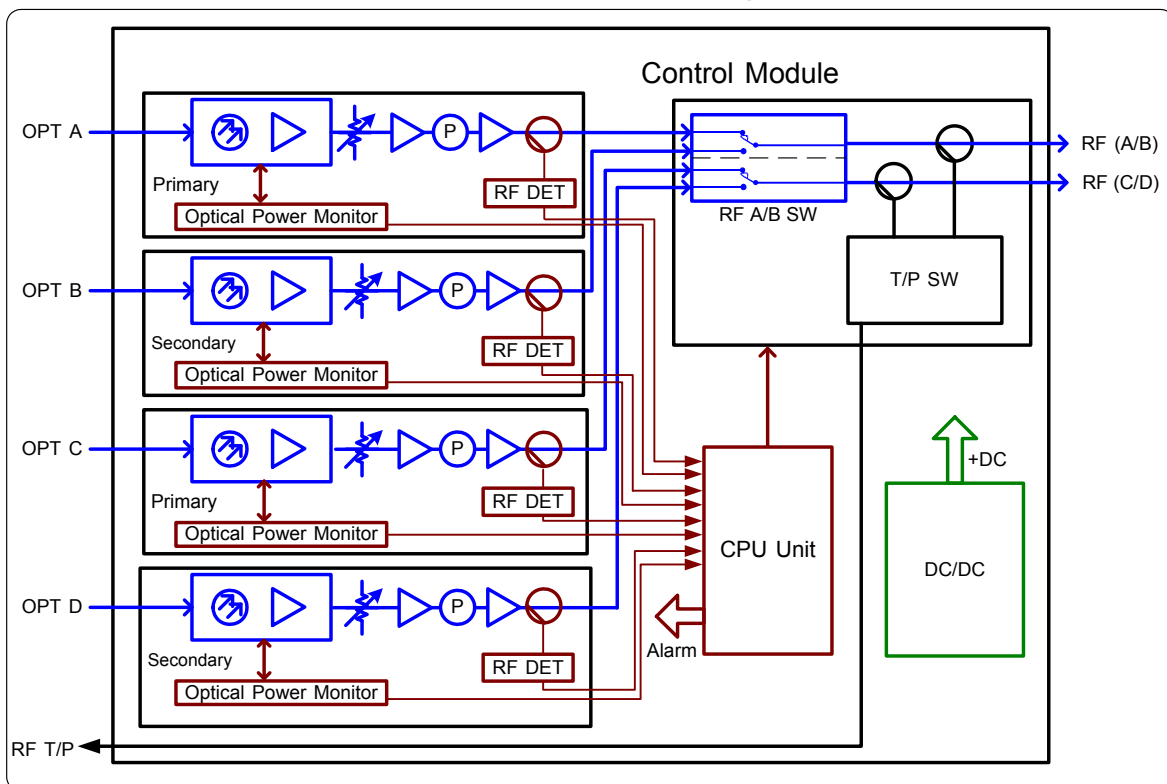 Control Module
OPT A
P
Primary
RF DET
Optical Power Monitor
RF A/B SW
RF (A/B)
RF (C/D)
T/P SW
OPT B
P
Secondary
RF DET
Optical Power Monitor
OPT C
P
Primary
RF DET
Optical Power Monitor
CPU Unit
+DC
DC/DC
OPT D
P
Secondary
RF DET
Optical Power Monitor
Alarm
RF T/P